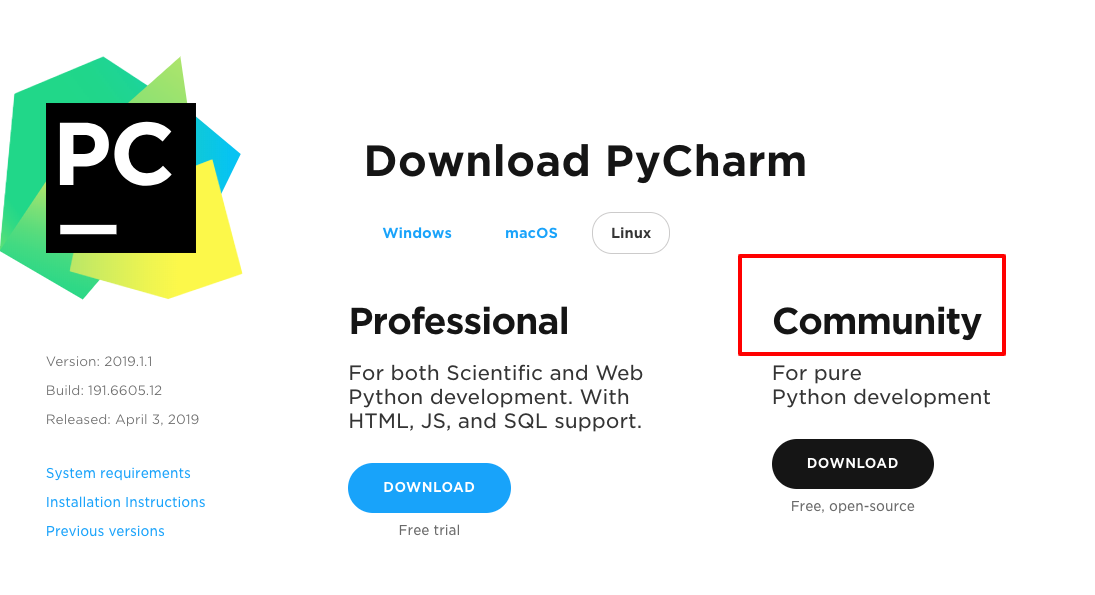 PC
Download PyCharm
Windows macOS Linux
Professional
For both Scientific and Web
Python development. With
HTML, JS, and SQL support.
DOWNLOAD
Free trial
Community
For pure
Python development
DOWNLOAD
Free, open-source
Version: 2019.1.1
Build: 191.6605.12
Released: April 3, 2019
System requirements
Installation Instructions
Previous versions